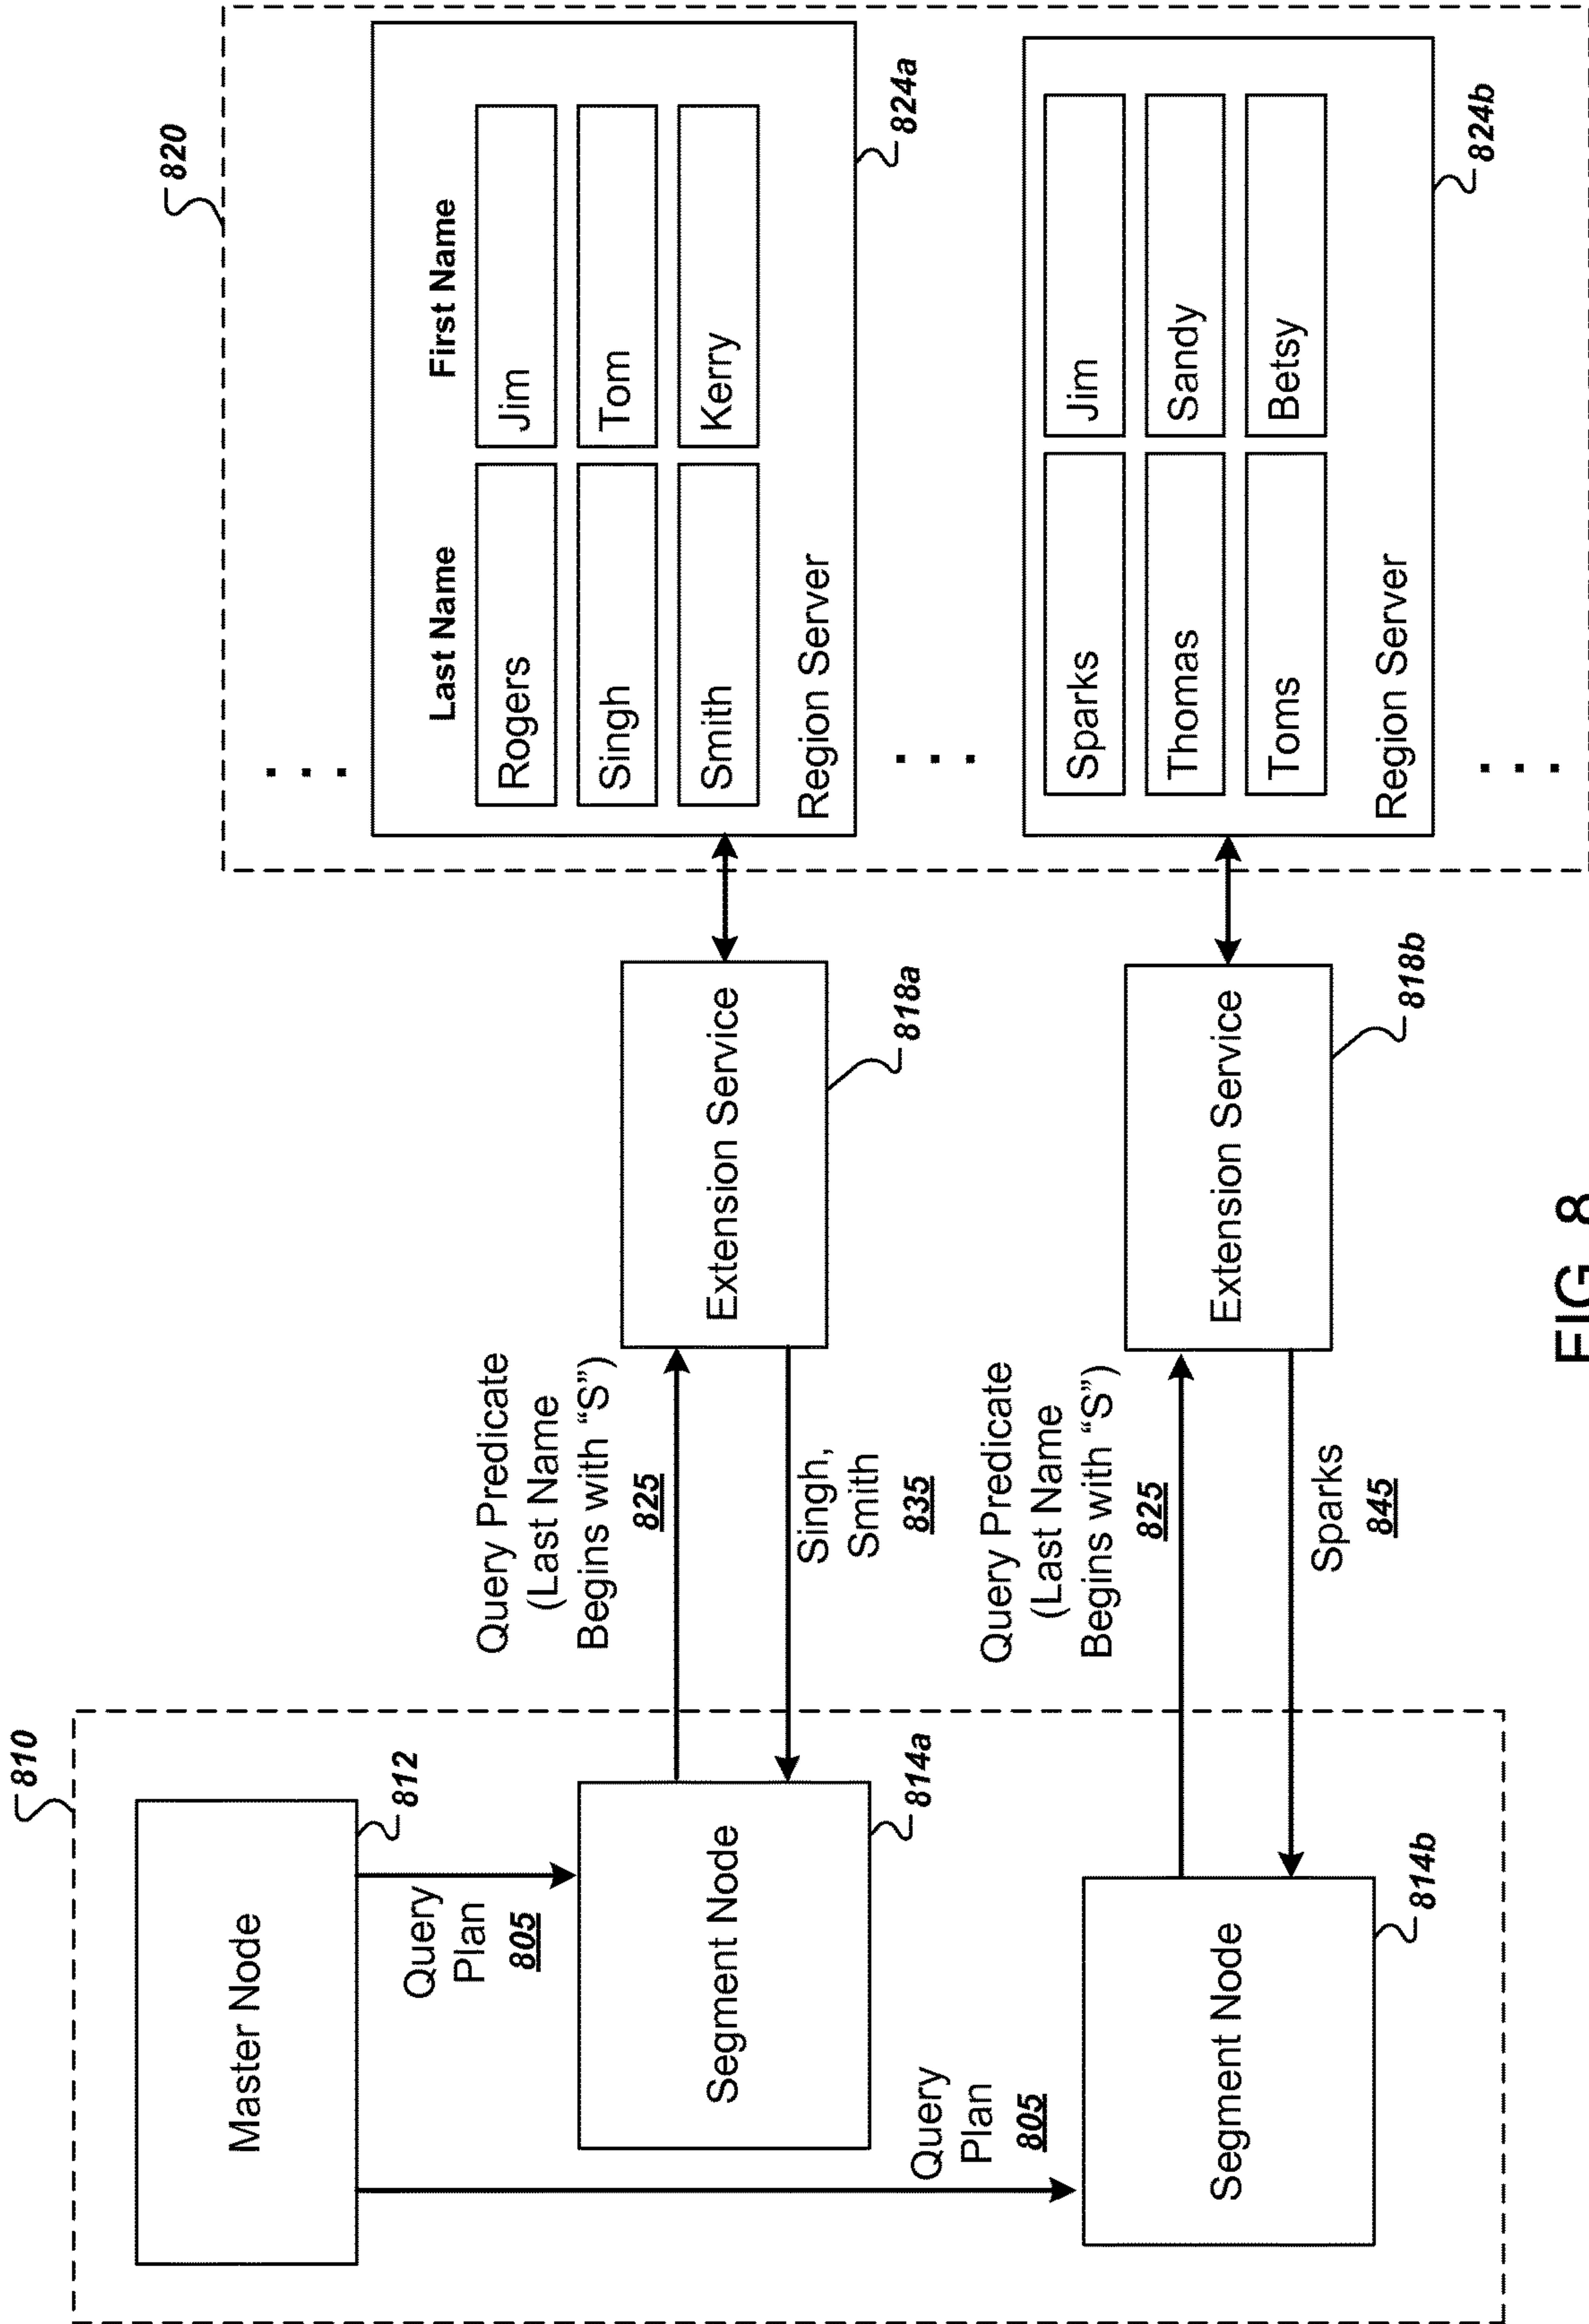 810
Master Node
812
Query
Plan
805
Segment Node
814a
Query
Plan
805
Segment Node
814b
Query Predicate
(Last Name
Begins with “S”)
825
Singh,
Smith
835
Extension Service
818a
Query Predicate
(Last Name
Begins with “S”)
825
Sparks
845
Extension Service
818b
820
. . .
Last Name First Name
Rogers Jim
Singh Tom
Smith Kerry
Region Server
824a
. . .
Sparks Jim
Thomas Sandy
Toms Betsy
Region Server
824b
. . .
FIG. 8